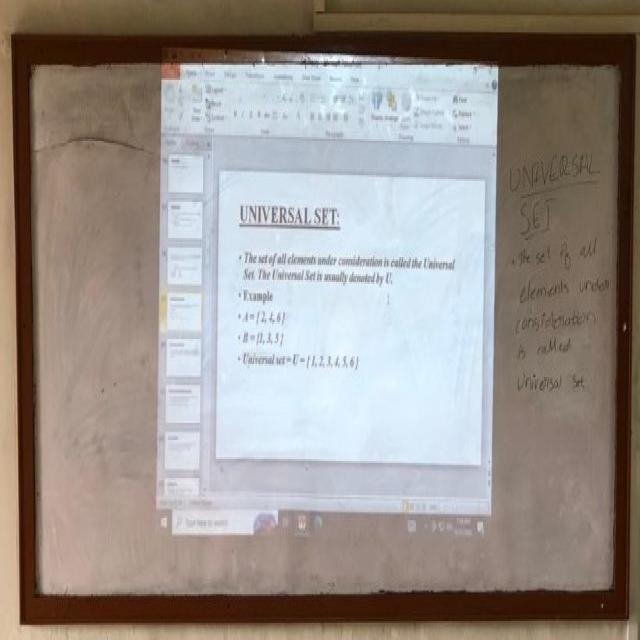 UNIVERSAL SET:
• The set of all elements under consideration is called the Universal
Set. The Universal Set is usually denoted by U.
• Example
• A = {2, 4, 6}
• B = {1, 3, 5}
• Universal set = U = {1, 2, 3, 4, 5, 6}
Type here to search
UNIVERSAL
SET
• The set of all
elements under
consideration
is called
Universal set